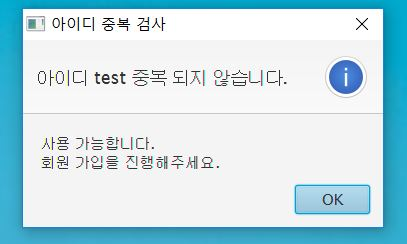 아이디 중복 검사
아이디 test 중복 되지 않습니다.
사용 가능합니다.
회원 가입을 진행해주세요.
OK